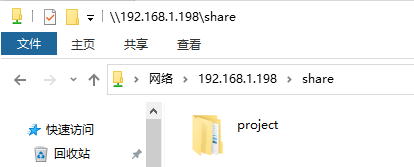 \\192.168.1.198\share
文件 主页 共享 查看
网络 192.168.1.198 share
快速访问
project
回收站